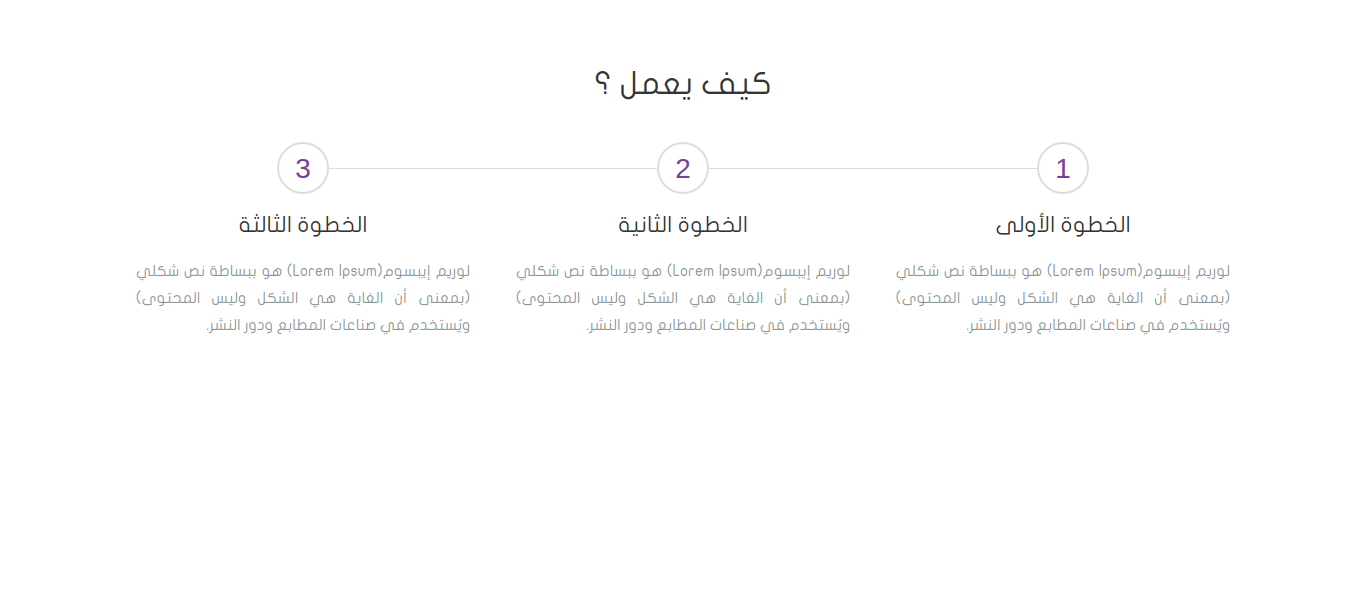 كيف يعمل ؟
1
الخطوة الأولى
لوريم إيبسوم(Lorem Ipsum) هو ببساطة نص شكلي
(بمعنى أن الغاية هي الشكل وليس المحتوى)
ويُستخدم في صناعات المطابع ودور النشر.
2
الخطوة الثانية
لوريم إيبسوم(Lorem Ipsum) هو ببساطة نص شكلي
(بمعنى أن الغاية هي الشكل وليس المحتوى)
ويُستخدم في صناعات المطابع ودور النشر.
3
الخطوة الثالثة
لوريم إيبسوم(Lorem Ipsum) هو ببساطة نص شكلي
(بمعنى أن الغاية هي الشكل وليس المحتوى)
ويُستخدم في صناعات المطابع ودور النشر.